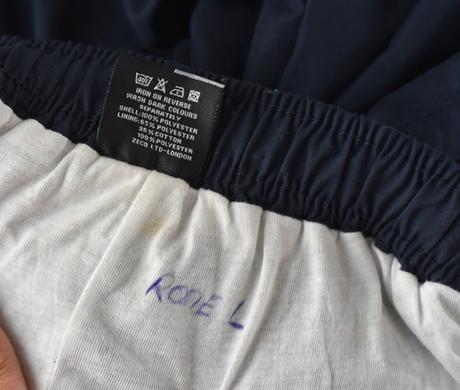 40
IRON ON REVERSE
WASH DARK COLOURS
SEPARATELY
SHELL:100% POLYESTER
LINING:65% POLYESTER
35% COTTON
100% POLYESTER
ZECO LTD-LONDON
L